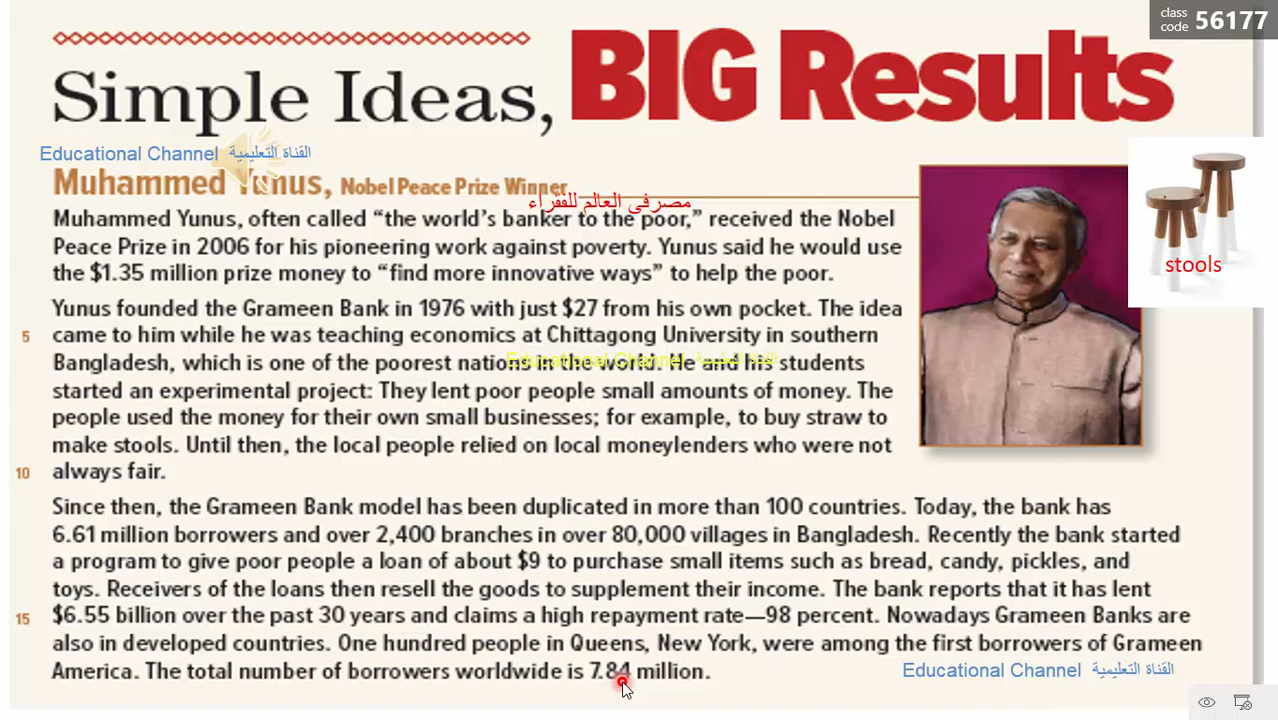 class code 56177
Simple Ideas, BIG Results
Educational Channel القناة التعليمية
Muhammed Yunus, Nobel Peace Prize Winner
مصرفى العالم للفقراء
Muhammed Yunus, often called “the world’s banker to the poor,” received the Nobel
Peace Prize in 2006 for his pioneering work against poverty. Yunus said he would use
the $1.35 million prize money to “find more innovative ways” to help the poor.
stools
Yunus founded the Grameen Bank in 1976 with just $27 from his own pocket. The idea
5 came to him while he was teaching economics at Chittagong University in southern
Bangladesh, which is one of the poorest nations in the world. He and his students
Educational Channel القناة التعليمية
started an experimental project: They lent poor people small amounts of money. The
people used the money for their own small businesses; for example, to buy straw to
make stools. Until then, the local people relied on local moneylenders who were not
10 always fair.
Since then, the Grameen Bank model has been duplicated in more than 100 countries. Today, the bank has
6.61 million borrowers and over 2,400 branches in over 80,000 villages in Bangladesh. Recently the bank started
a program to give poor people a loan of about $9 to purchase small items such as bread, candy, pickles, and
toys. Receivers of the loans then resell the goods to supplement their income. The bank reports that it has lent
15 $6.55 billion over the past 30 years and claims a high repayment rate—98 percent. Nowadays Grameen Banks are
also in developed countries. One hundred people in Queens, New York, were among the first borrowers of Grameen
America. The total number of borrowers worldwide is 7.84 million.
Educational Channel القناة التعليمية